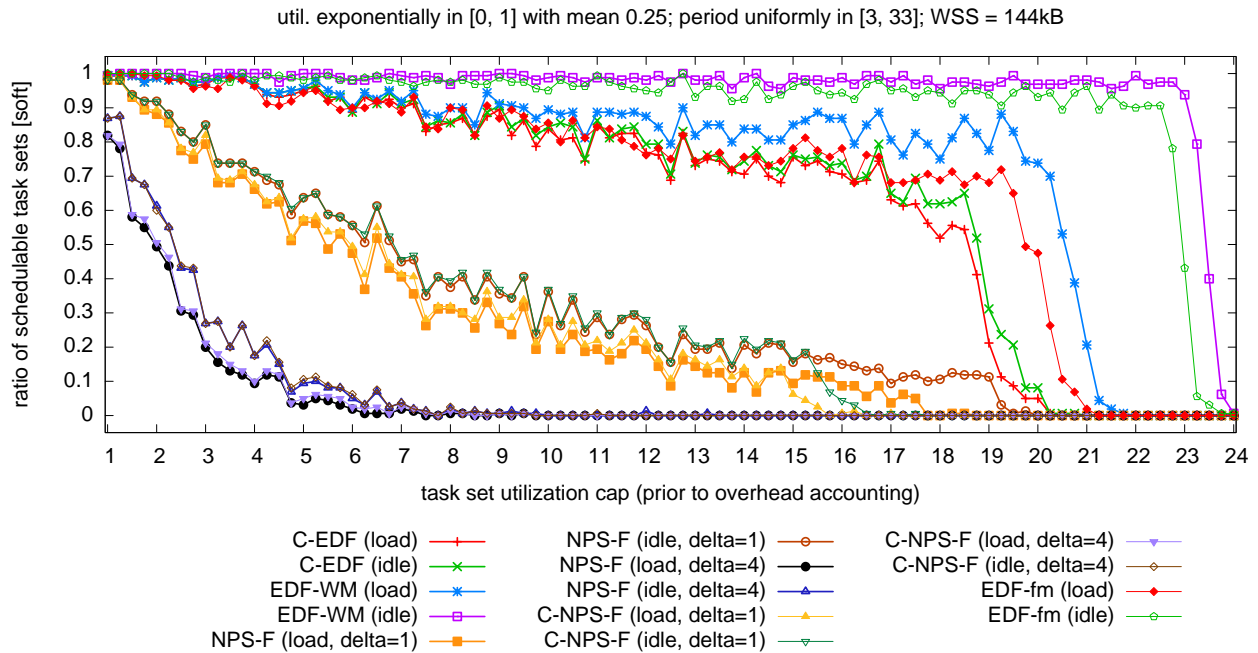 util. exponentially in [0, 1] with mean 0.25; period uniformly in [3, 33]; WSS = 144kB
ratio of schedulable task sets [soft]
1
0.9
0.8
0.7
0.6
0.5
0.4
0.3
0.2
0.1
0
1 2 3 4 5 6 7 8 9 10 11 12 13 14 15 16 17 18 19 20 21 22 23 24
task set utilization cap (prior to overhead accounting)
C-EDF (load)
C-EDF (idle)
EDF-WM (load)
EDF-WM (idle)
NPS-F (load, delta=1)
NPS-F (idle, delta=1)
NPS-F (load, delta=4)
NPS-F (idle, delta=4)
C-NPS-F (load, delta=1)
C-NPS-F (idle, delta=1)
C-NPS-F (load, delta=4)
C-NPS-F (idle, delta=4)
EDF-fm (load)
EDF-fm (idle)